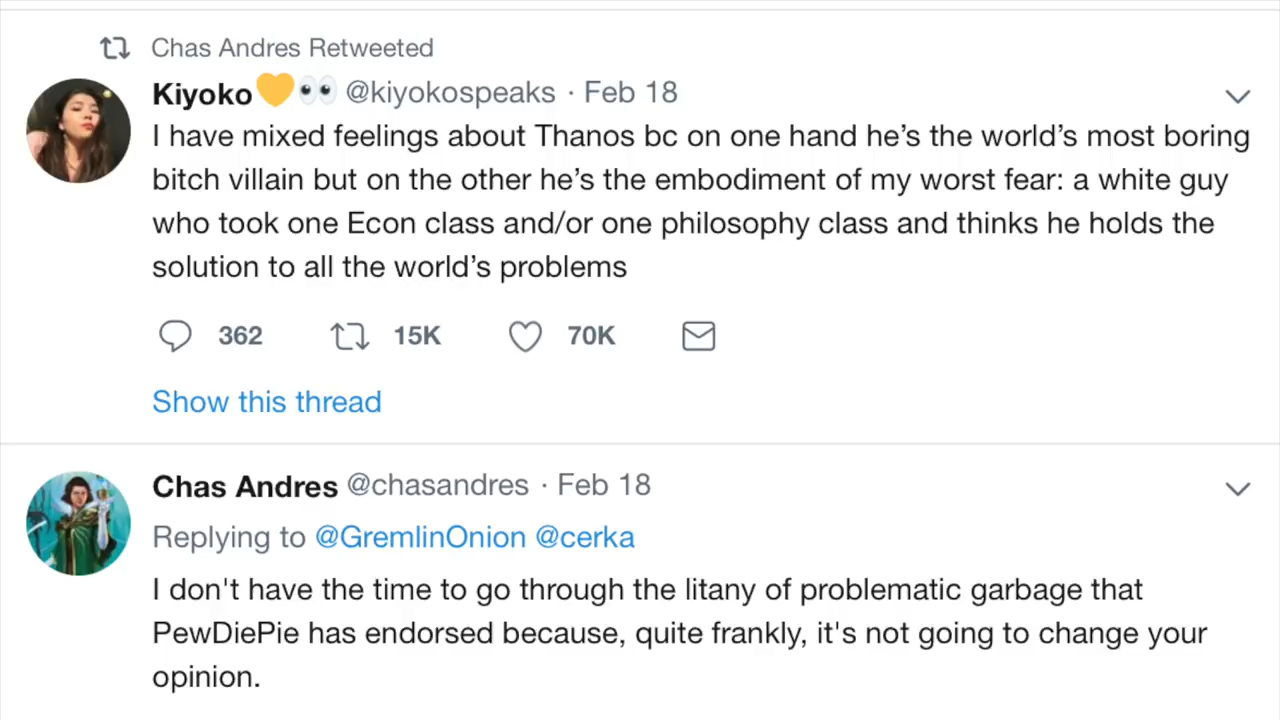 Chas Andres Retweeted
Kiyoko💛👀 @kiyokospeaks · Feb 18
I have mixed feelings about Thanos bc on one hand he’s the world’s most boring
bitch villain but on the other he’s the embodiment of my worst fear: a white guy
who took one Econ class and/or one philosophy class and thinks he holds the
solution to all the world’s problems
362 15K 70K
Show this thread
Chas Andres @chasandres · Feb 18
Replying to @GremlinOnion @cerka
I don't have the time to go through the litany of problematic garbage that
PewDiePie has endorsed because, quite frankly, it's not going to change your
opinion.